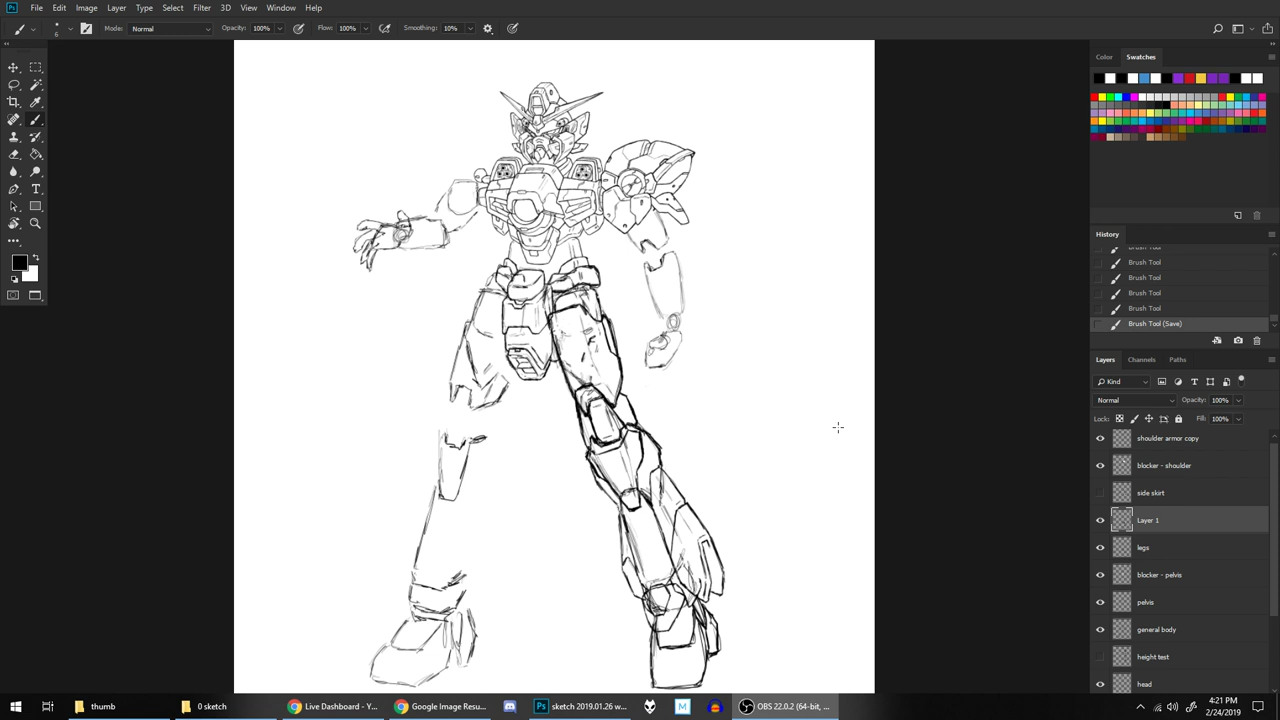 Ps File Edit Image Layer Type Select Filter 3D View Window Help
6 Mode: Normal Opacity: 100% Flow: 100% Smoothing: 10%
Color Swatches
History
Brush Tool
Brush Tool
Brush Tool
Brush Tool
Brush Tool
Brush Tool (Save)
Layers Channels Paths
Kind
Normal Opacity: 100%
Lock: Fill: 100%
shoulder armor copy
blocker - shoulder
side skirt
Layer 1
legs
blocker - pelvis
pelvis
general body
height test
head
thumb
0 sketch
Live Dashboard - Y...
Google Image Resu...
Ps sketch 2019.01.26 w...
M
OBS 22.0.2 (64-bit, ...
4:21 PM
2/24/2019